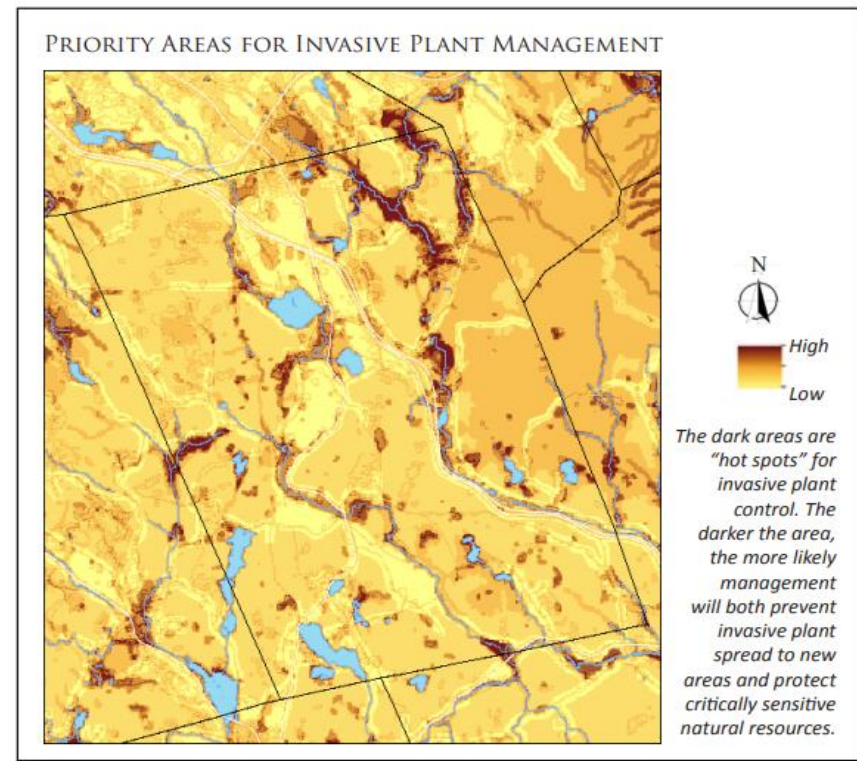 PRIORITY AREAS FOR INVASIVE PLANT MANAGEMENT
N
High
Low
The dark areas are
“hot spots” for
invasive plant
control. The
darker the area,
the more likely
management
will both prevent
invasive plant
spread to new
areas and protect
critically sensitive
natural resources.